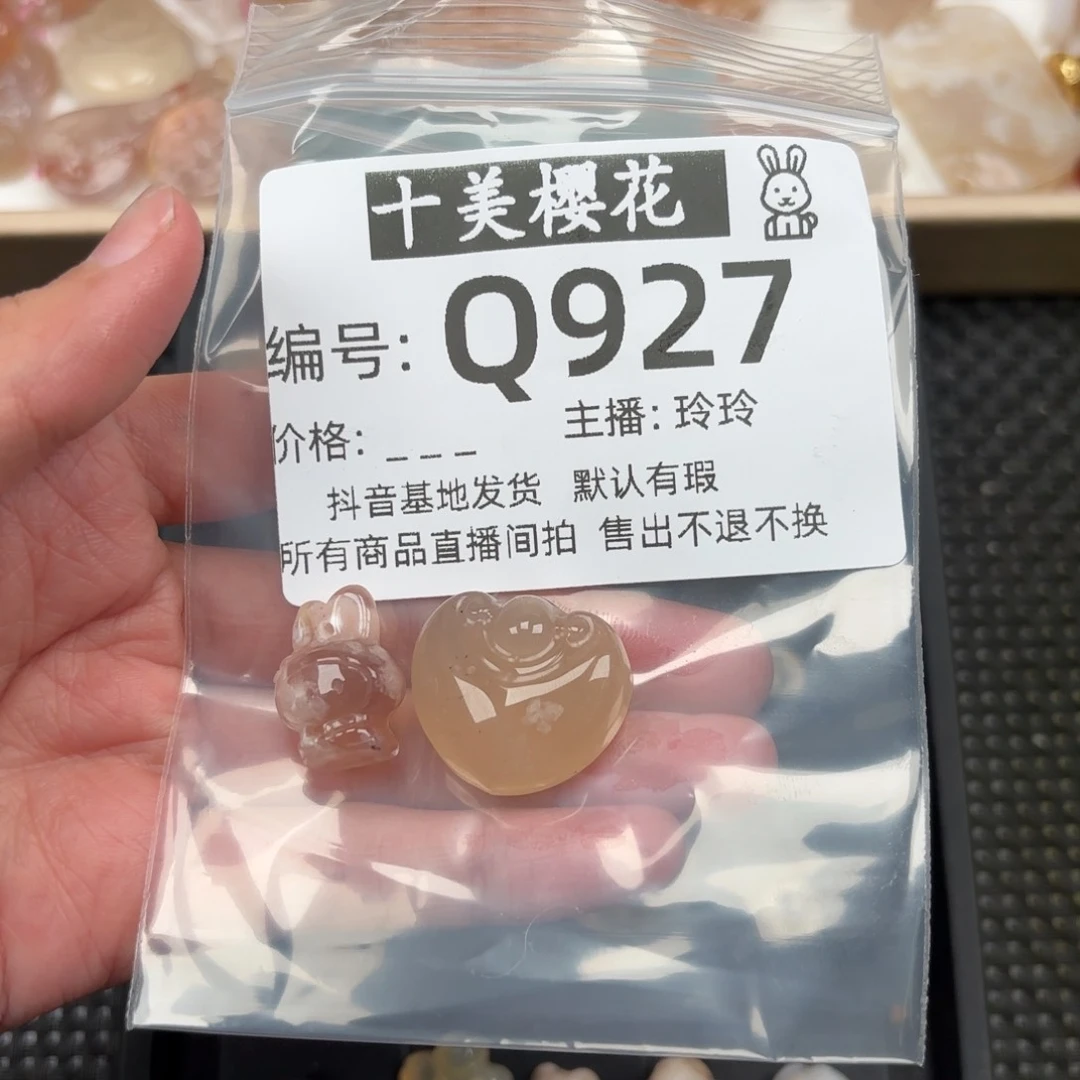 十美樱花
编号: Q927
价格: _ _ _ 主播: 玲玲
抖音基地发货 默认有瑕
所有商品直播间拍 售出不退不换